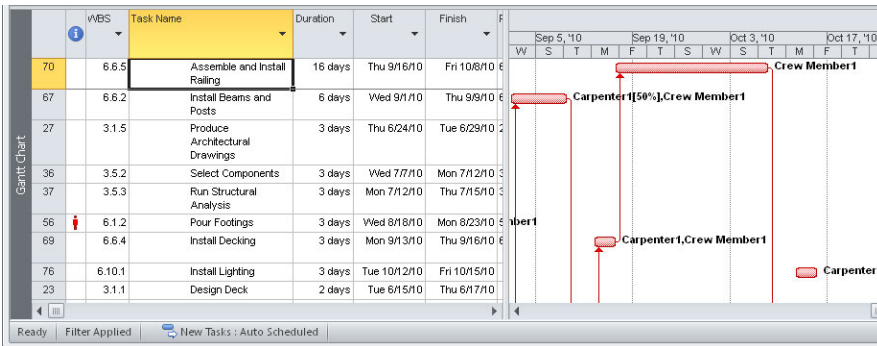 WBS Task Name Duration Start Finish
Sep 5, '10 Sep 19, '10 Oct 3, '10 Oct 17, '10
W S T M F T S W S T M F T
70 6.6.5 Assemble and Install 16 days Thu 9/16/10 Fri 10/8/10 6 Crew Member1
Railing
67 6.6.2 Install Beams and 6 days Wed 9/1/10 Thu 9/9/10 6 Carpenter1[50%],Crew Member1
Posts
27 3.1.5 Produce 3 days Thu 6/24/10 Tue 6/29/10 2
Architectural
Drawings
36 3.5.2 Select Components 3 days Wed 7/7/10 Mon 7/12/10 3
37 3.5.3 Run Structural 3 days Mon 7/12/10 Thu 7/15/10 3
Analysis
56 6.1.2 Pour Footings 3 days Wed 8/18/10 Mon 8/23/10 5 mber1
69 6.6.4 Install Decking 3 days Mon 9/13/10 Thu 9/16/10 6 Carpenter1,Crew Member1
76 6.10.1 Install Lighting 3 days Tue 10/12/10 Fri 10/15/10 Carpenter
23 3.1.1 Design Deck 2 days Tue 6/15/10 Thu 6/17/10
Gantt Chart
Ready Filter Applied New Tasks : Auto Scheduled